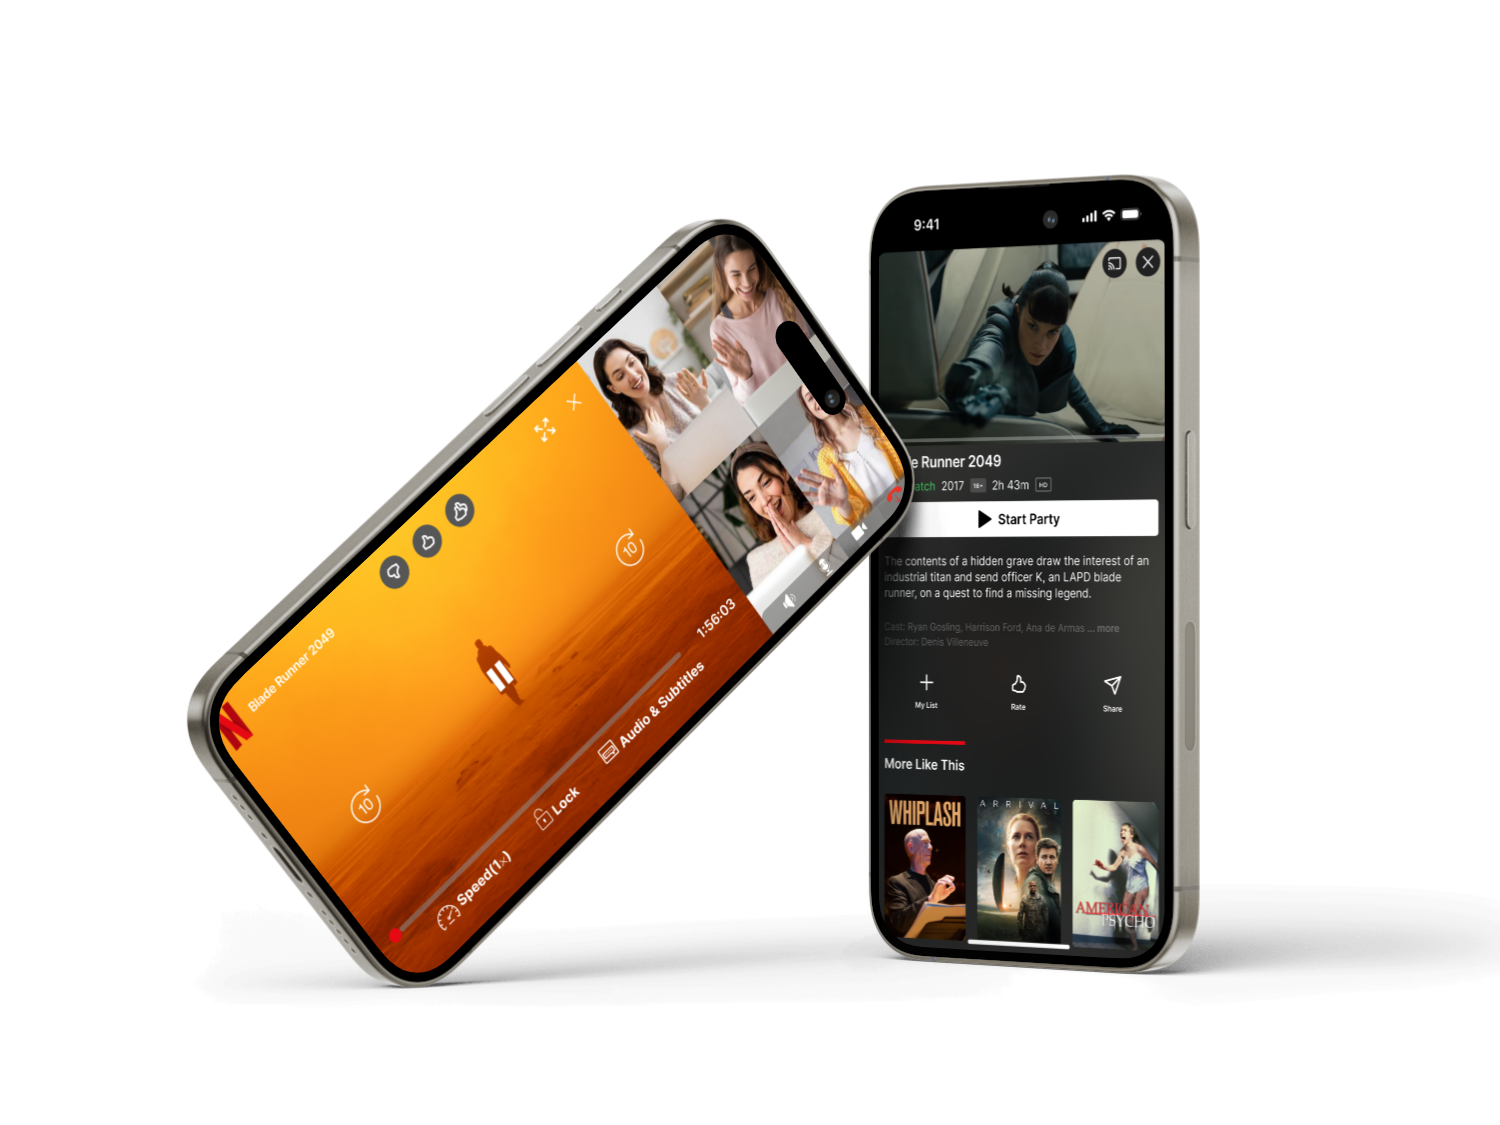 N
Blade Runner 2049
10
10
1:56:03
Speed(1x)
Lock
Audio & Subtitles
9:41
e Runner 2049
atch 2017 18+ 2h 43m HD
Start Party
The contents of a hidden grave draw the interest of an
industrial titan and send officer K, an LAPD blade
runner, on a quest to find a missing legend.
Cast: Ryan Gosling, Harrison Ford, Ana de Armas ... more
Director: Denis Villeneuve
My List
Rate
Share
More Like This
WHIPLASH
ARRIVAL
AMERICAN
PSYCHO